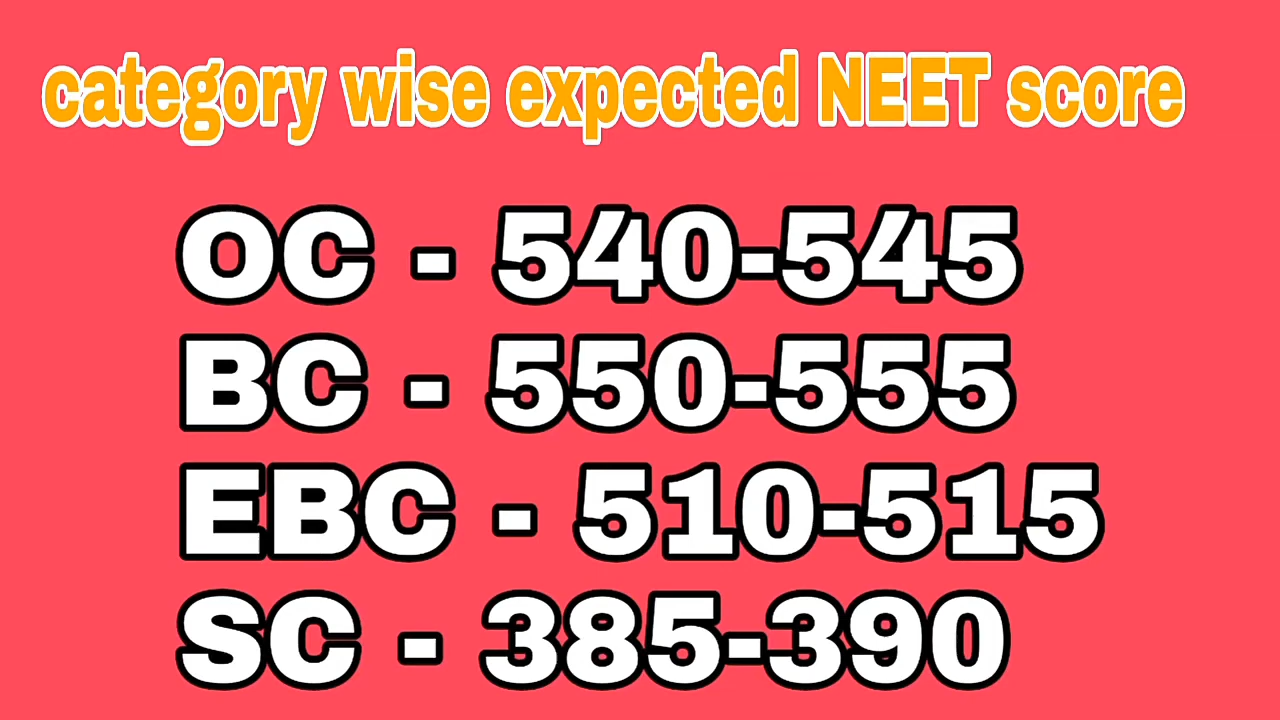 category wise expected NEET score
OC - 540-545
BC - 550-555
EBC - 510-515
SC - 385-390